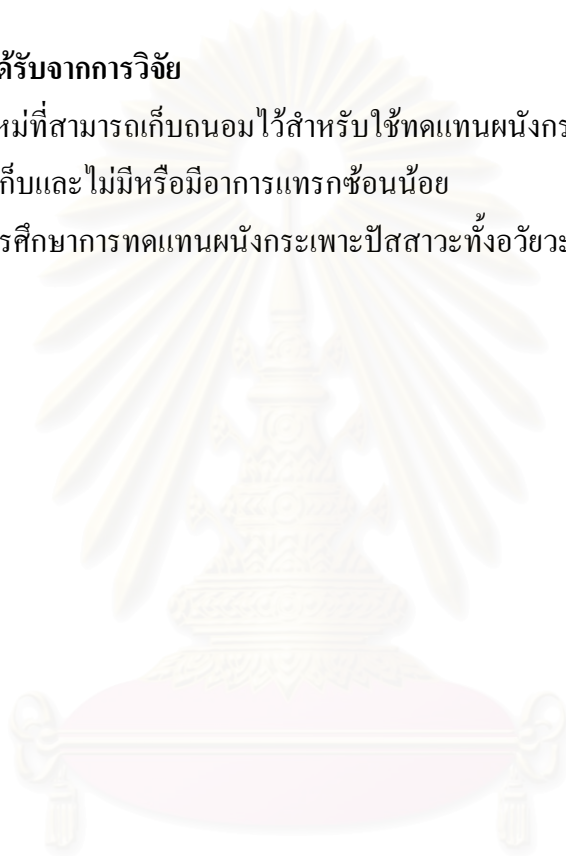 ด้รับจากการวิจัย
หม่ที่สามารถเก็บถนอมไว้สำหรับใช้ทดแทนผนังกร
ก็บและไม่มีหรือมีอาการแทรกซ้อนน้อย
รศึกษาการทดแทนผนังกระเพาะปัสสาวะทั้งอวัยวะ